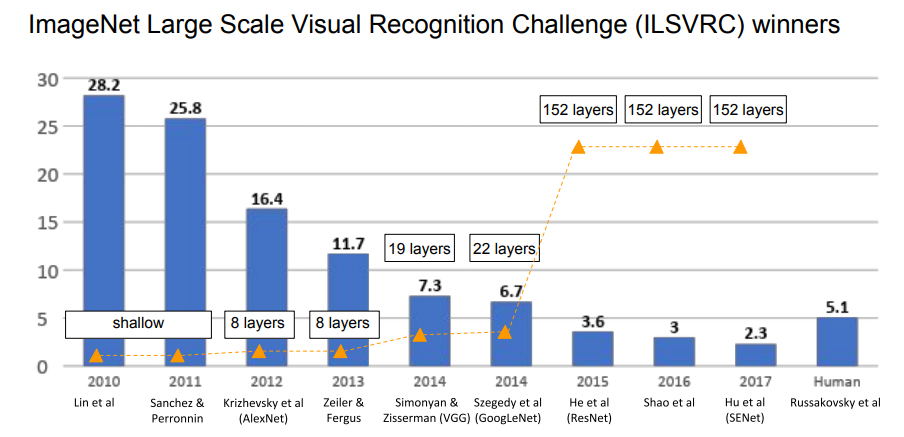 ImageNet Large Scale Visual Recognition Challenge (ILSVRC) winners
30
25
20
15
10
5
0
28.2
25.8
16.4
11.7
7.3
6.7
3.6
3
2.3
5.1
shallow
8 layers
8 layers
19 layers
22 layers
152 layers
152 layers
152 layers
2010
2011
2012
2013
2014
2014
2015
2016
2017
Human
Lin et al
Sanchez &
Perronnin
Krizhevsky et al
(AlexNet)
Zeiler &
Fergus
Simonyan &
Zisserman (VGG)
Szegedy et al
(GoogLeNet)
He et al
(ResNet)
Shao et al
Hu et al
(SENet)
Russakovsky et al